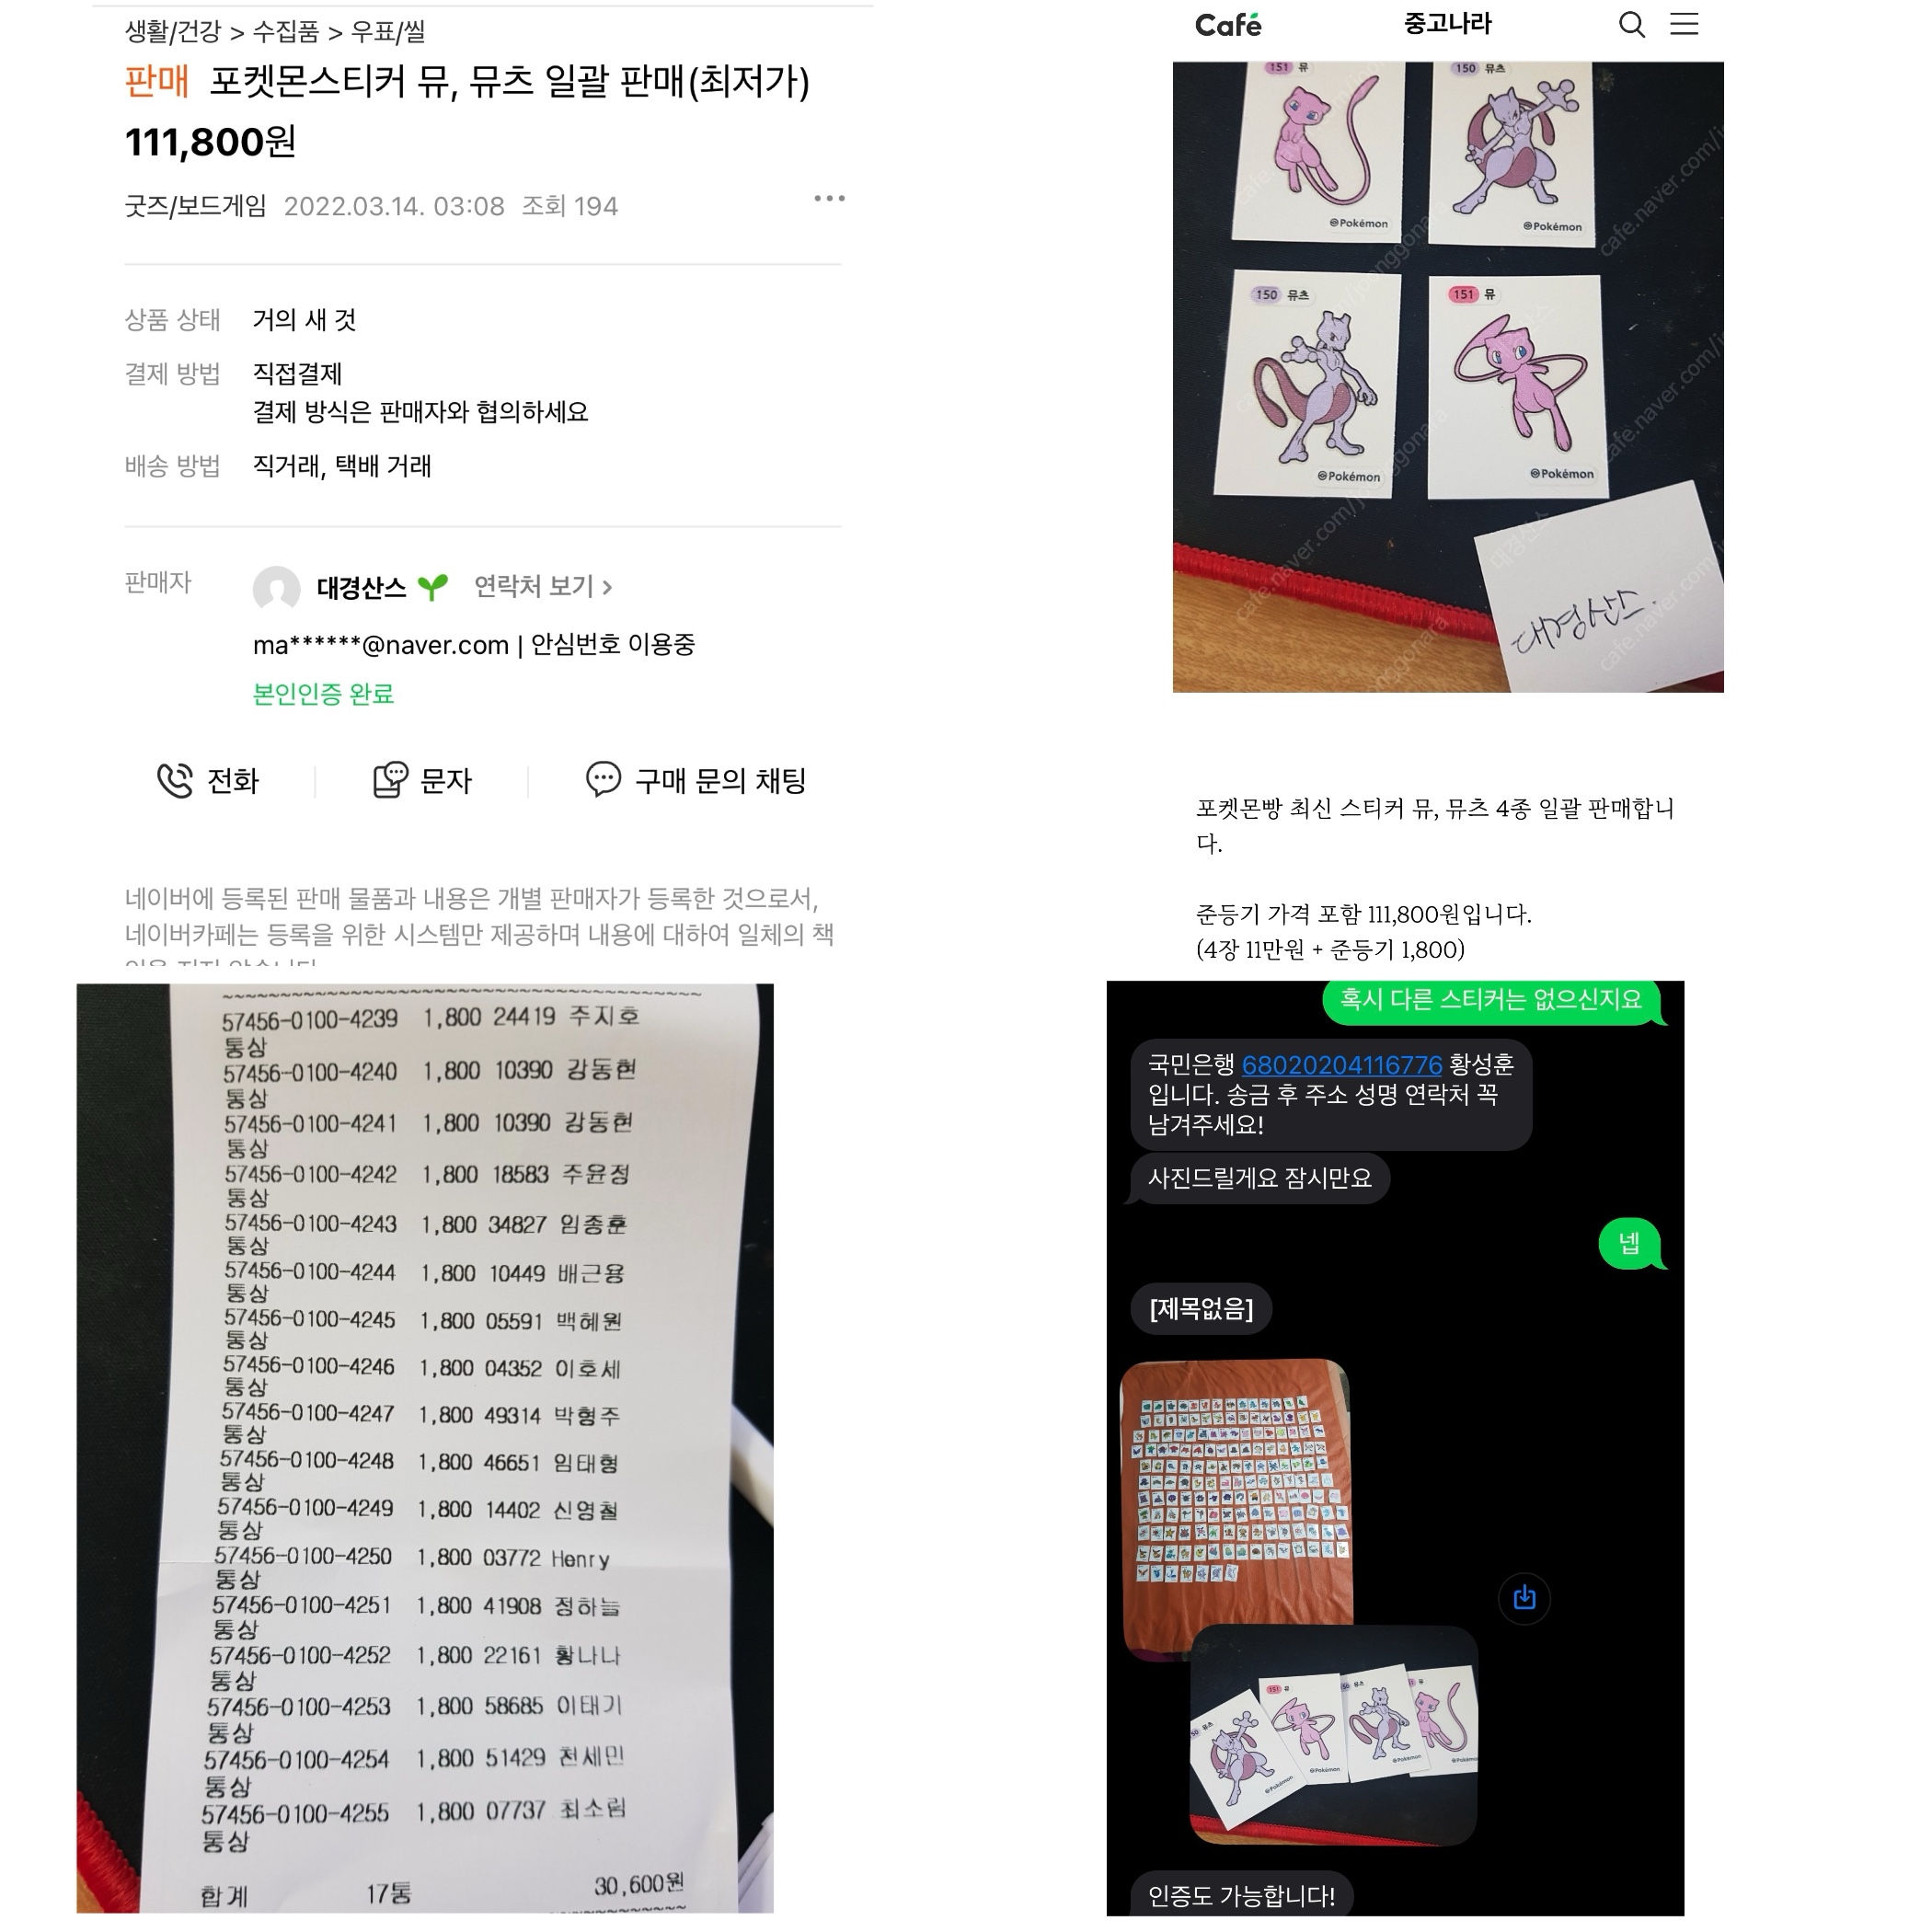 생활/건강 > 수집품 > 우표/씰
판매 포켓몬스티커 뮤, 뮤츠 일괄 판매(최저가)
111,800원
굿즈/보드게임 2022.03.14. 03:08 조회 194
상품 상태 거의 새 것
결제 방법 직접결제
결제 방식은 판매자와 협의하세요
배송 방법 직거래, 택배 거래
판매자 대경산스 연락처 보기 >
ma******@naver.com | 안심번호 이용중
본인인증 완료
전화 문자 구매 문의 채팅
네이버에 등록된 판매 물품과 내용은 개별 판매자가 등록한 것으로서,
네이버카페는 등록을 위한 시스템만 제공하며 내용에 대하여 일체의 책
Café 중고나라
151 뮤 150 뮤츠
Pokémon Pokémon
150 뮤츠 151 뮤
Pokémon Pokémon
대경산스.
cafe.naver.com/joonggonara
포켓몬빵 최신 스티커 뮤, 뮤츠 4종 일괄 판매합니
다.
준등기 가격 포함 111,800원입니다.
(4장 11만원 + 준등기 1,800)
57456-0100-4239 1,800 24419 주지호
통상
57456-0100-4240 1,800 10390 강동현
통상
57456-0100-4241 1,800 10390 강동현
통상
57456-0100-4242 1,800 18583 주윤정
통상
57456-0100-4243 1,800 34827 임종훈
통상
57456-0100-4244 1,800 10449 배근용
통상
57456-0100-4245 1,800 05591 백혜원
통상
57456-0100-4246 1,800 04352 이호세
통상
57456-0100-4247 1,800 49314 박형주
통상
57456-0100-4248 1,800 46651 임태형
통상
57456-0100-4249 1,800 14402 신영철
통상
57456-0100-4250 1,800 03772 Henry
통상
57456-0100-4251 1,800 41908 정하늘
통상
57456-0100-4252 1,800 22161 황나나
통상
57456-0100-4253 1,800 58685 이태기
통상
57456-0100-4254 1,800 51429 천세민
통상
57456-0100-4255 1,800 07737 최소림
통상
합계 17통 30,600원
혹시 다른 스티커는 없으신지요
국민은행 68020204116776 황성훈
입니다. 송금 후 주소 성명 연락처 꼭
남겨주세요!
사진드릴게요 잠시만요
넵
[제목없음]
뮤츠 151 뮤 뮤츠 뮤
Pokémon Pokémon Pokémon
인증도 가능합니다!